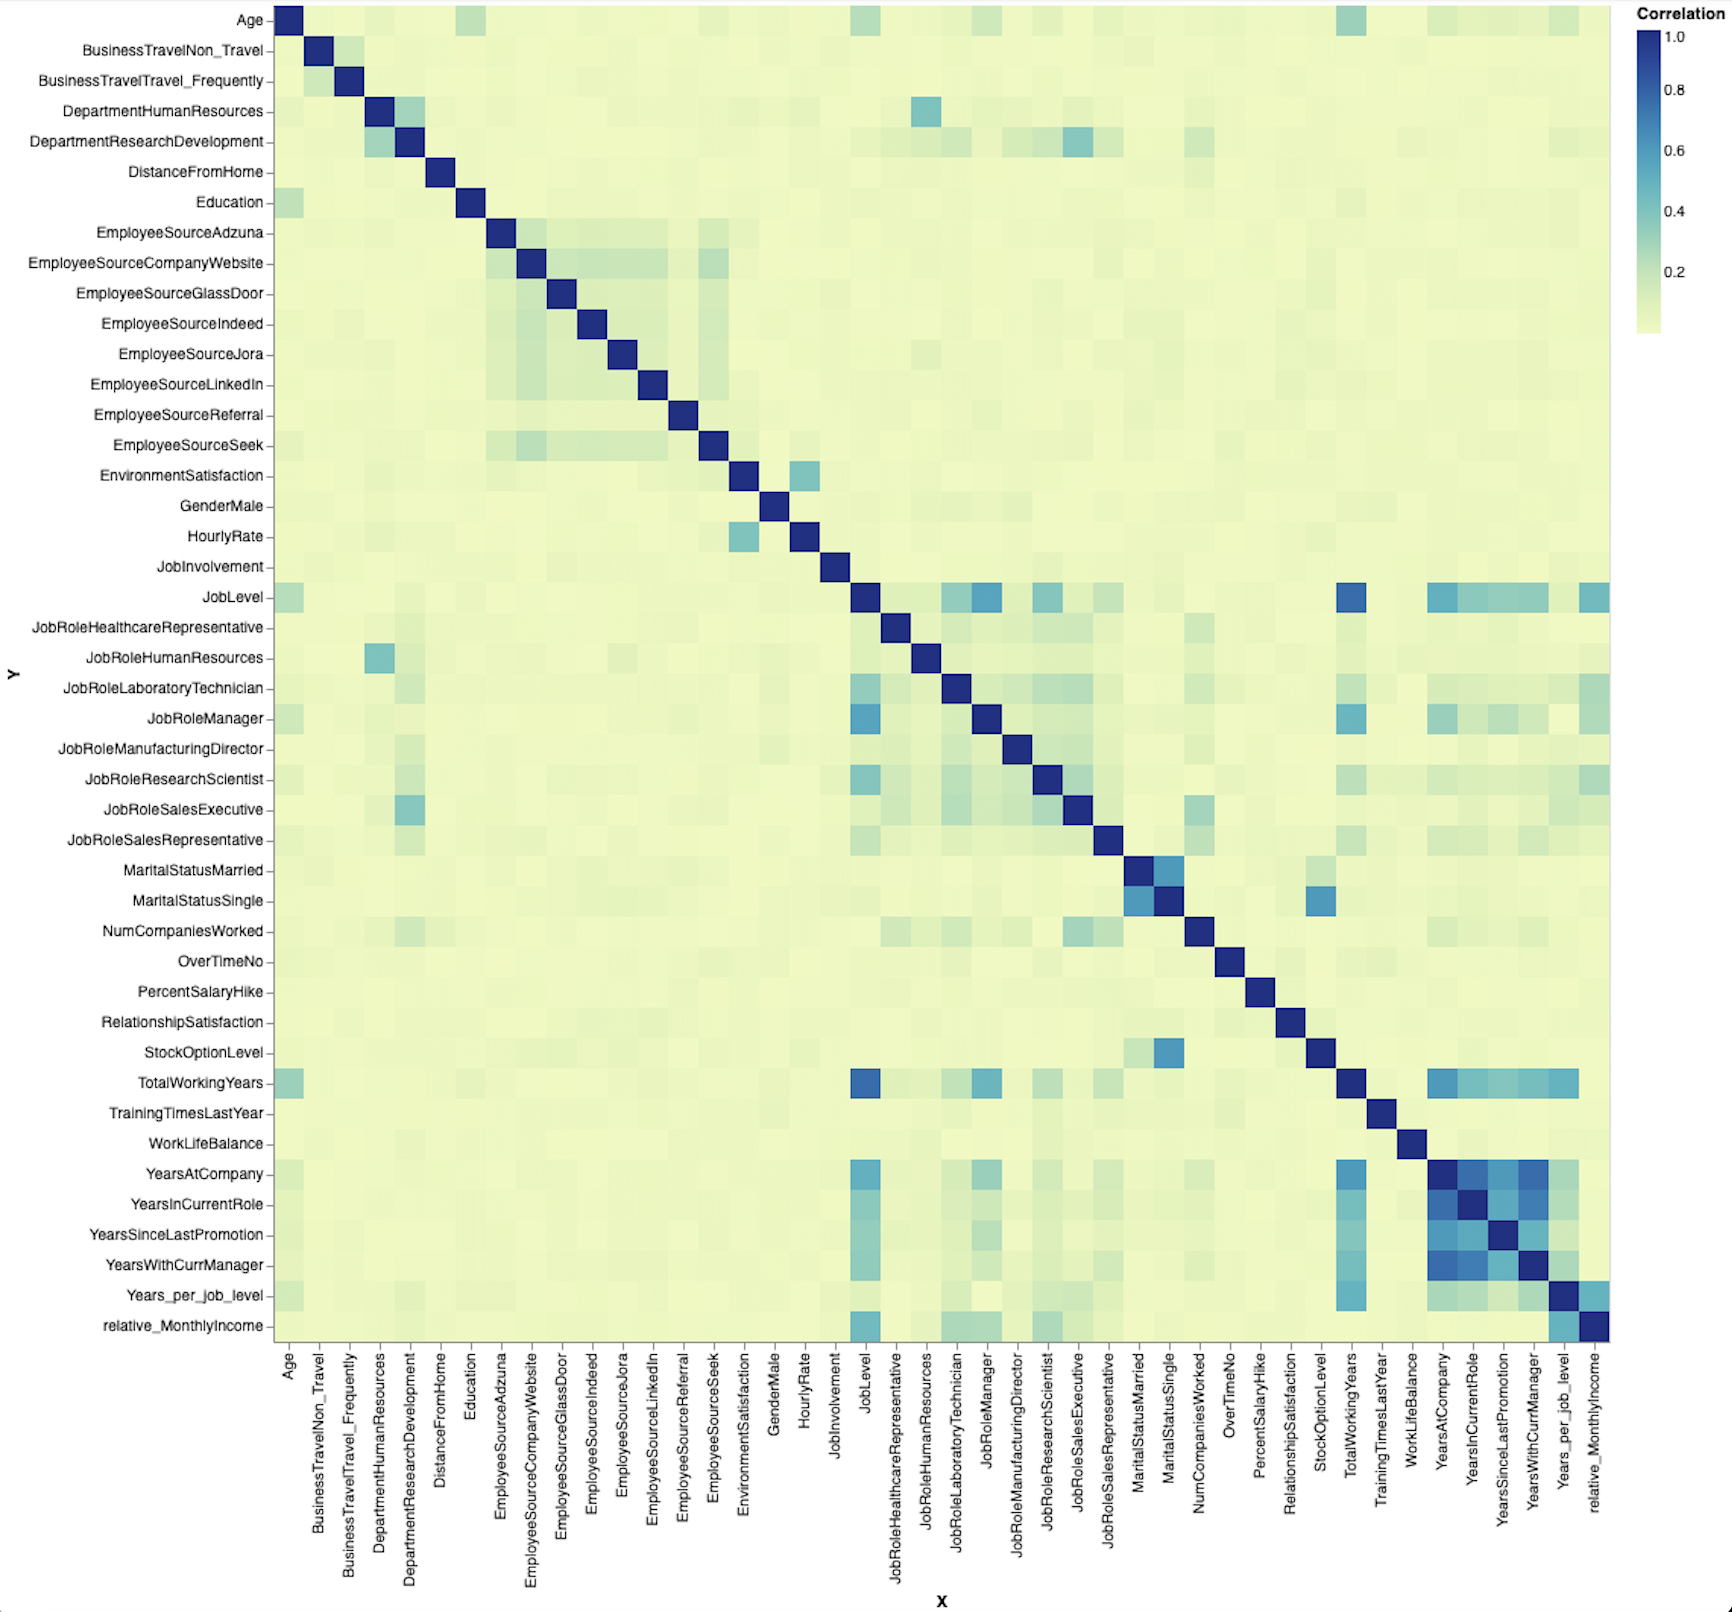 Correlation
1.0
0.8
0.6
0.4
0.2
Age
BusinessTravelNon_Travel
BusinessTravelTravel_Frequently
DepartmentHumanResources
DepartmentResearchDevelopment
DistanceFromHome
Education
EmployeeSourceAdzuna
EmployeeSourceCompanyWebsite
EmployeeSourceGlassDoor
EmployeeSourceIndeed
EmployeeSourceJora
EmployeeSourceLinkedIn
EmployeeSourceReferral
EmployeeSourceSeek
EnvironmentSatisfaction
GenderMale
HourlyRate
JobInvolvement
JobLevel
JobRoleHealthcareRepresentative
JobRoleHumanResources
JobRoleLaboratoryTechnician
JobRoleManager
JobRoleManufacturingDirector
JobRoleResearchScientist
JobRoleSalesExecutive
JobRoleSalesRepresentative
MaritalStatusMarried
MaritalStatusSingle
NumCompaniesWorked
OverTimeNo
PercentSalaryHike
RelationshipSatisfaction
StockOptionLevel
TotalWorkingYears
TrainingTimesLastYear
WorkLifeBalance
YearsAtCompany
YearsInCurrentRole
YearsSinceLastPromotion
YearsWithCurrManager
Years_per_job_level
relative_MonthlyIncome
Y
Age
BusinessTravelNon_Travel
BusinessTravelTravel_Frequently
DepartmentHumanResources
DepartmentResearchDevelopment
DistanceFromHome
Education
EmployeeSourceAdzuna
EmployeeSourceCompanyWebsite
EmployeeSourceGlassDoor
EmployeeSourceIndeed
EmployeeSourceJora
EmployeeSourceLinkedIn
EmployeeSourceReferral
EmployeeSourceSeek
EnvironmentSatisfaction
GenderMale
HourlyRate
JobInvolvement
JobLevel
JobRoleHealthcareRepresentative
JobRoleHumanResources
JobRoleLaboratoryTechnician
JobRoleManager
JobRoleManufacturingDirector
JobRoleResearchScientist
JobRoleSalesExecutive
JobRoleSalesRepresentative
MaritalStatusMarried
MaritalStatusSingle
NumCompaniesWorked
OverTimeNo
PercentSalaryHike
RelationshipSatisfaction
StockOptionLevel
TotalWorkingYears
TrainingTimesLastYear
WorkLifeBalance
YearsAtCompany
YearsInCurrentRole
YearsSinceLastPromotion
YearsWithCurrManager
Years_per_job_level
relative_MonthlyIncome
X